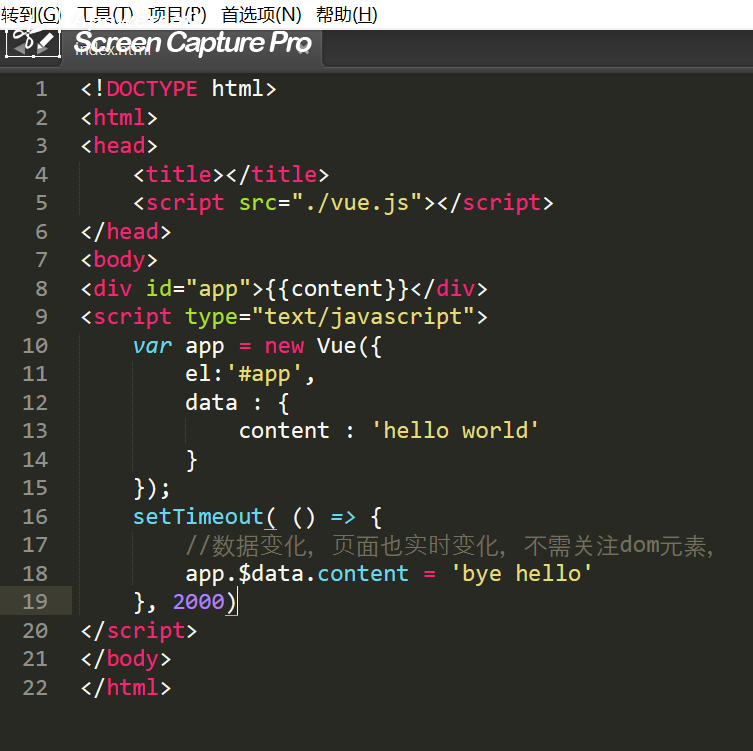 转到(G) 工具(T) 项目(P) 首选项(N) 帮助(H)
Screen Capture Pro
index.html
1 <!DOCTYPE html>
2 <html>
3 <head>
4     <title></title>
5     <script src="./vue.js"></script>
6 </head>
7 <body>
8 <div id="app">{{content}}</div>
9 <script type="text/javascript">
10     var app = new Vue({
11         el:'#app',
12         data : {
13             content : 'hello world'
14         }
15     });
16     setTimeout( () => {
17         //数据变化, 页面也实时变化, 不需关注dom元素,
18         app.$data.content = 'bye hello'
19     }, 2000)
20 </script>
21 </body>
22 </html>